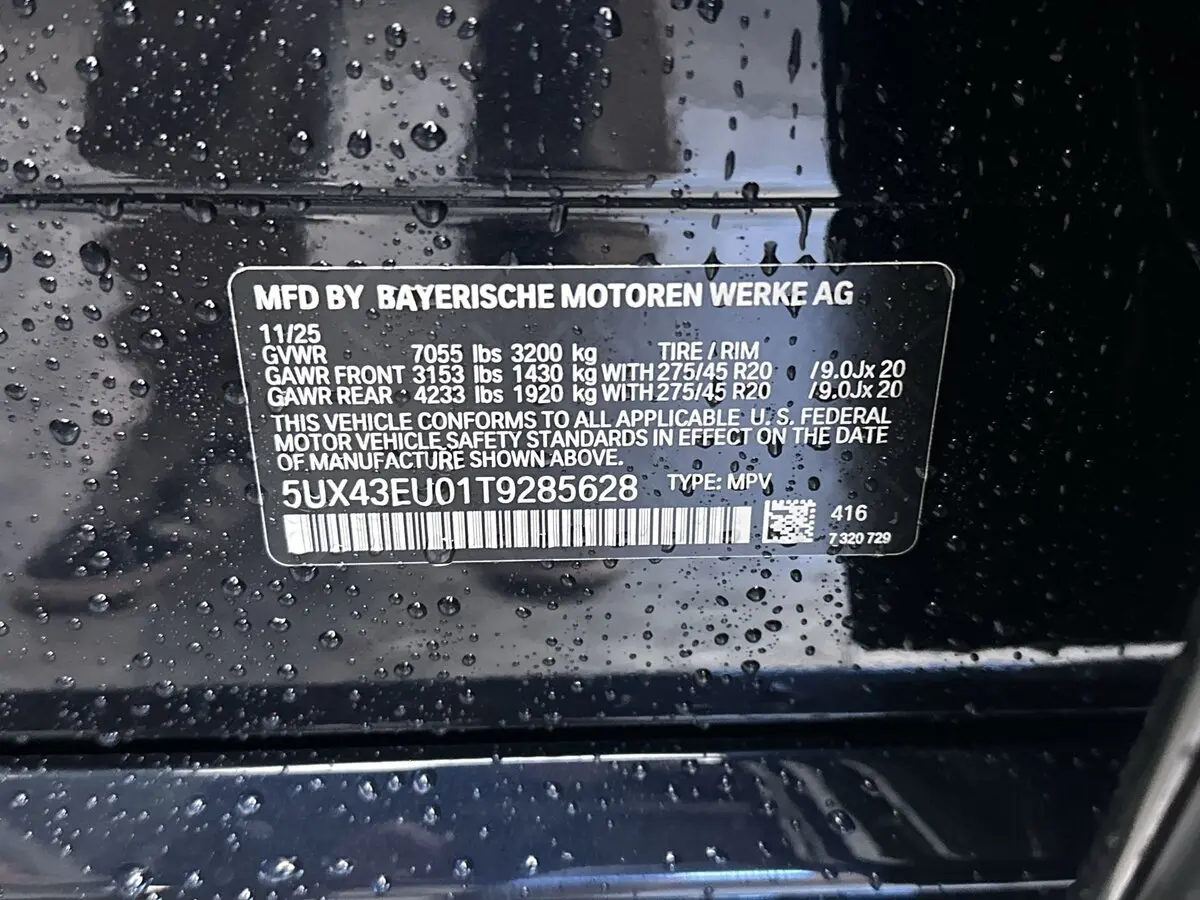 MFD BY BAYERISCHE MOTOREN WERKE AG
11/25
GVWR 7055 lbs 3200 kg TIRE / RIM
GAWR FRONT 3153 lbs 1430 kg WITH 275/45 R20 /9.0Jx20
GAWR REAR 4233 lbs 1920 kg WITH 275/45 R20 /9.0Jx20
THIS VEHICLE CONFORMS TO ALL APPLICABLE U.S. FEDERAL
MOTOR VEHICLE SAFETY STANDARDS IN EFFECT ON THE DATE
OF MANUFACTURE SHOWN ABOVE.
5UX43EU01T9285628 TYPE: MPV
416
7 320 729